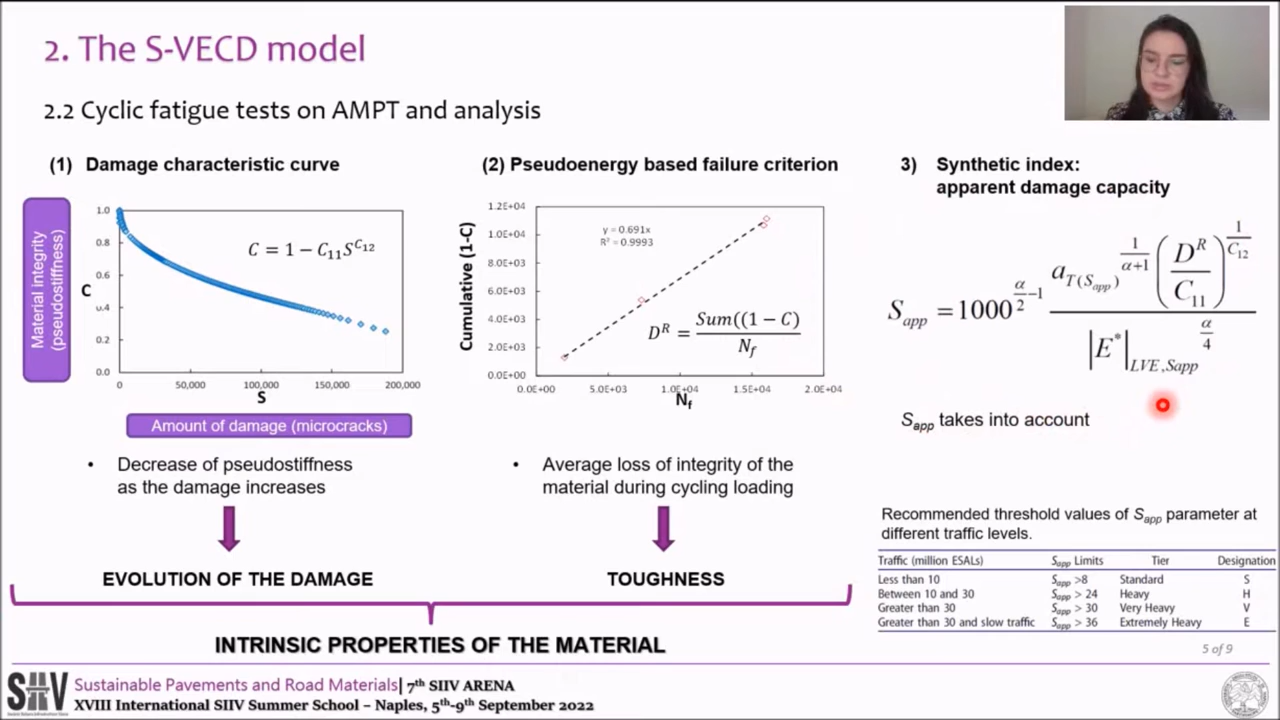 2. The S-VECD model
2.2 Cyclic fatigue tests on AMPT and analysis
(1) Damage characteristic curve
Material integrity
(pseudostiffness)
C
1.0
0.8
0.6
0.4
0.2
0.0
C = 1 − C₁₁S^C₁₂
0
50,000
100,000
150,000
200,000
S
Amount of damage (microcracks)
• Decrease of pseudostiffness
as the damage increases
EVOLUTION OF THE DAMAGE
(2) Pseudoenergy based failure criterion
Cumulative (1-C)
1.2E+04
1.0E+04
8.0E+03
6.0E+03
4.0E+03
2.0E+03
0.0E+00
y = 0.691x
R² = 0.9993
D^R = Sum((1 − C) / N_f
0.0E+00
5.0E+03
1.0E+04
1.5E+04
2.0E+04
N_f
• Average loss of integrity of the
material during cycling loading
TOUGHNESS
INTRINSIC PROPERTIES OF THE MATERIAL
3) Synthetic index:
apparent damage capacity
S_app = 1000^(α/2−1) a_T(S_app)^(1/(α+1)) (D^R/C₁₁)^(1/C₁₂) / |E*|_LVE,Sapp^(α/4)
S_app takes into account
Recommended threshold values of S_app parameter at
different traffic levels.
Traffic (million ESALs) S_app Limits Tier Designation
Less than 10 S_app >8 Standard S
Between 10 and 30 S_app > 24 Heavy H
Greater than 30 S_app > 30 Very Heavy V
Greater than 30 and slow traffic S_app > 36 Extremely Heavy E
5 of 9
SIIV
Sustainable Pavements and Road Materials| 7th SIIV ARENA
XVIII International SIIV Summer School – Naples, 5th-9th September 2022